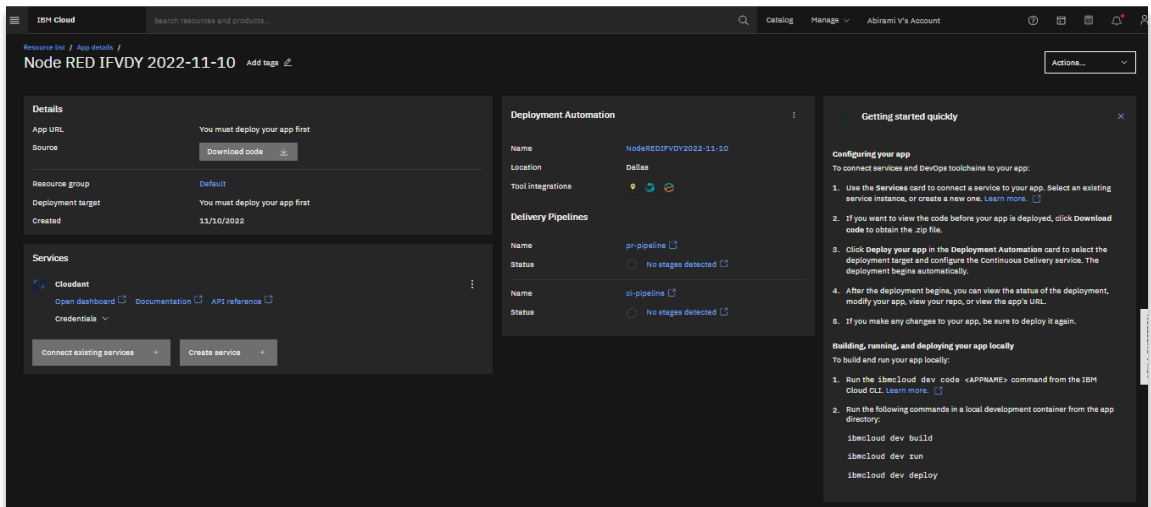 IBM Cloud
Search resources and products...
Catalog
Manage
Abirami V's Account
Resource list / App details /
Node RED IFVDY 2022-11-10
Add tags
Actions...
Details
App URL
You must deploy your app first
Source
Download code
Resource group
Default
Deployment target
You must deploy your app first
Created
11/10/2022
Services
Cloudant
Open dashboard
Documentation
API reference
Credentials
Connect existing services +
Create service +
Deployment Automation
Name
NodeREDIFVDY2022-11-10
Location
Dallas
Tool integrations
Delivery Pipelines
Name
pr-pipeline
Status
No stages detected
Name
ci-pipeline
Status
No stages detected
Getting started quickly
Configuring your app
To connect services and DevOps toolchains to your app:
1. Use the Services card to connect a service to your app. Select an existing
service instance, or create a new one. Learn more.
2. If you want to view the code before your app is deployed, click Download
code to obtain the .zip file.
3. Click Deploy your app in the Deployment Automation card to select the
deployment target and configure the Continuous Delivery service. The
deployment begins automatically.
4. After the deployment begins, you can view the status of the deployment,
modify your app, view your repo, or view the app's URL.
5. If you make any changes to your app, be sure to deploy it again.
Building, running, and deploying your app locally
To build and run your app locally:
1. Run the ibmcloud dev code <APPNAME> command from the IBM
Cloud CLI. Learn more.
2. Run the following commands in a local development container from the app
directory:
ibmcloud dev build
ibmcloud dev run
ibmcloud dev deploy